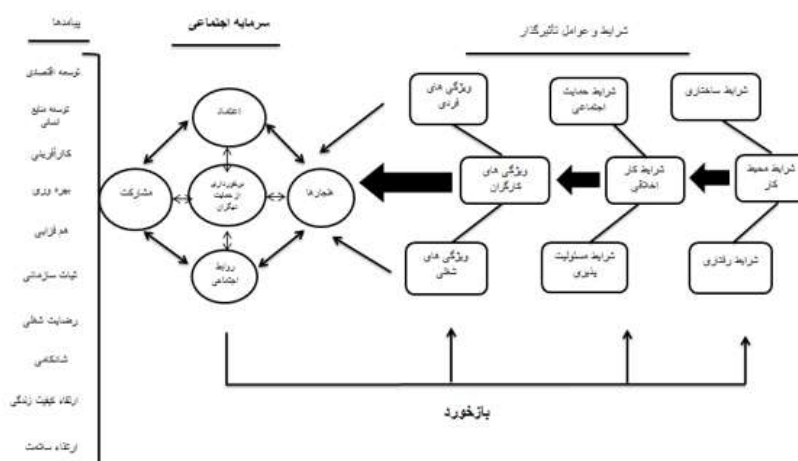 شرایط و عوامل تأثیرگذار
سرمایه اجتماعی
پیامدها
شرایط ساختاری
شرایط محیط
کار
شرایط رفتاری
شرایط حمایت
اجتماعی
شرایط کار
اخلاقی
شرایط مسئولیت
پذیری
ویژگی های
فردی
ویژگی های
کارگران
ویژگی های
شغلی
اعتماد
هنجارها
برخورداری
از حمایت
دیگران
مشارکت
روابط
اجتماعی
بازخورد
توسعه اقتصادی
توسعه منابع
انسانی
کارآفرینی
بهره وری
هم افزایی
ثبات سازمانی
رضایت شغلی
شادکامی
ارتقاء کیفیت زندگی
ارتقاء سلامت